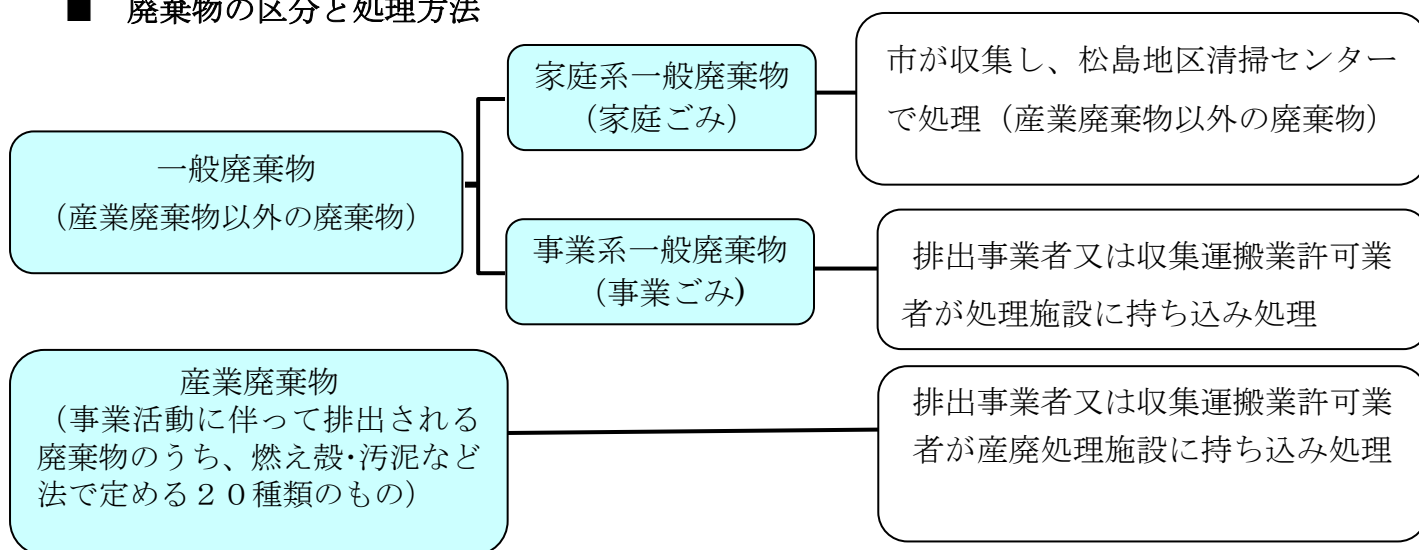 ■ 廃棄物の区分と処理方法
家庭系一般廃棄物
（家庭ごみ）
市が収集し、松島地区清掃センター
で処理（産業廃棄物以外の廃棄物）
一般廃棄物
（産業廃棄物以外の廃棄物）
事業系一般廃棄物
（事業ごみ)
排出事業者又は収集運搬業許可業
者が処理施設に持ち込み処理
産業廃棄物
（事業活動に伴って排出される
廃棄物のうち、燃え殻･汚泥など
法で定める２０種類のもの）
排出事業者又は収集運搬業許可業
者が産廃処理施設に持ち込み処理